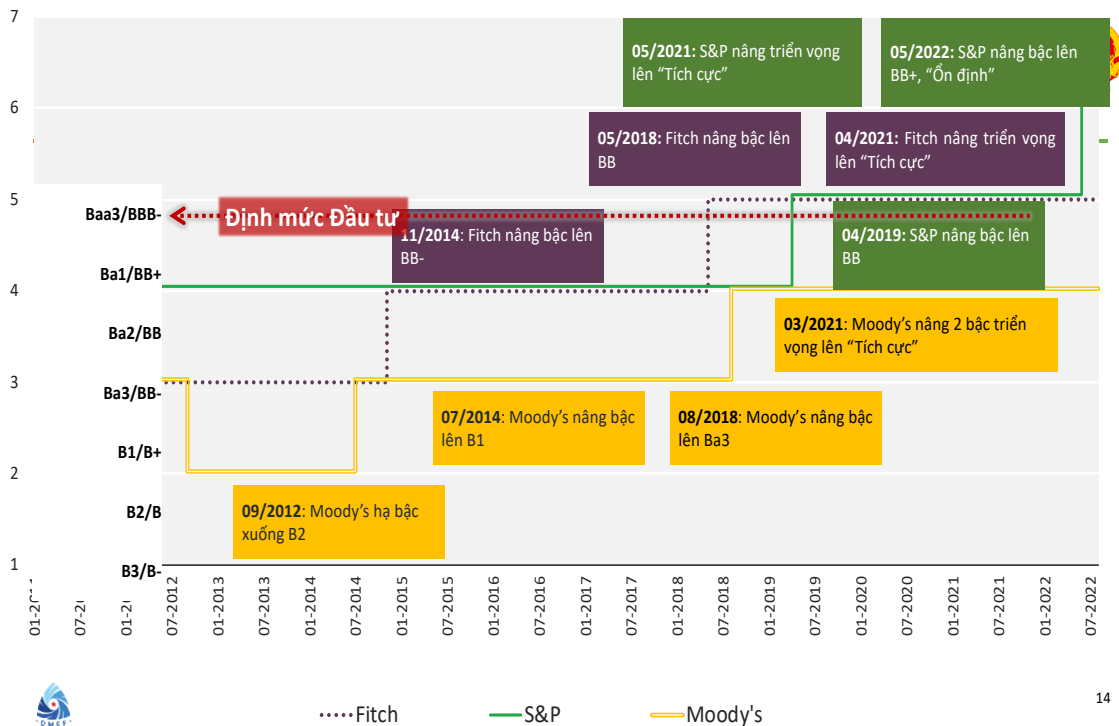 7
6
5
4
3
2
1
05/2021: S&P nâng triển vọng
lên “Tích cực”
05/2022: S&P nâng bậc lên
BB+, “Ổn định”
05/2018: Fitch nâng bậc lên
BB
04/2021: Fitch nâng triển vọng
lên “Tích cực”
Baa3/BBB-
Định mức Đầu tư
11/2014: Fitch nâng bậc lên
BB-
04/2019: S&P nâng bậc lên
BB
Ba1/BB+
Ba2/BB
03/2021: Moody’s nâng 2 bậc triển
vọng lên “Tích cực”
Ba3/BB-
07/2014: Moody’s nâng bậc
lên B1
08/2018: Moody’s nâng bậc
lên Ba3
B1/B+
B2/B
09/2012: Moody’s hạ bậc
xuống B2
B3/B-
07-2012
01-2013
07-2013
01-2014
07-2014
01-2015
07-2015
01-2016
07-2016
01-2017
07-2017
01-2018
07-2018
01-2019
07-2019
01-2020
07-2020
01-2021
07-2021
01-2022
07-2022
Fitch
S&P
Moody's
14